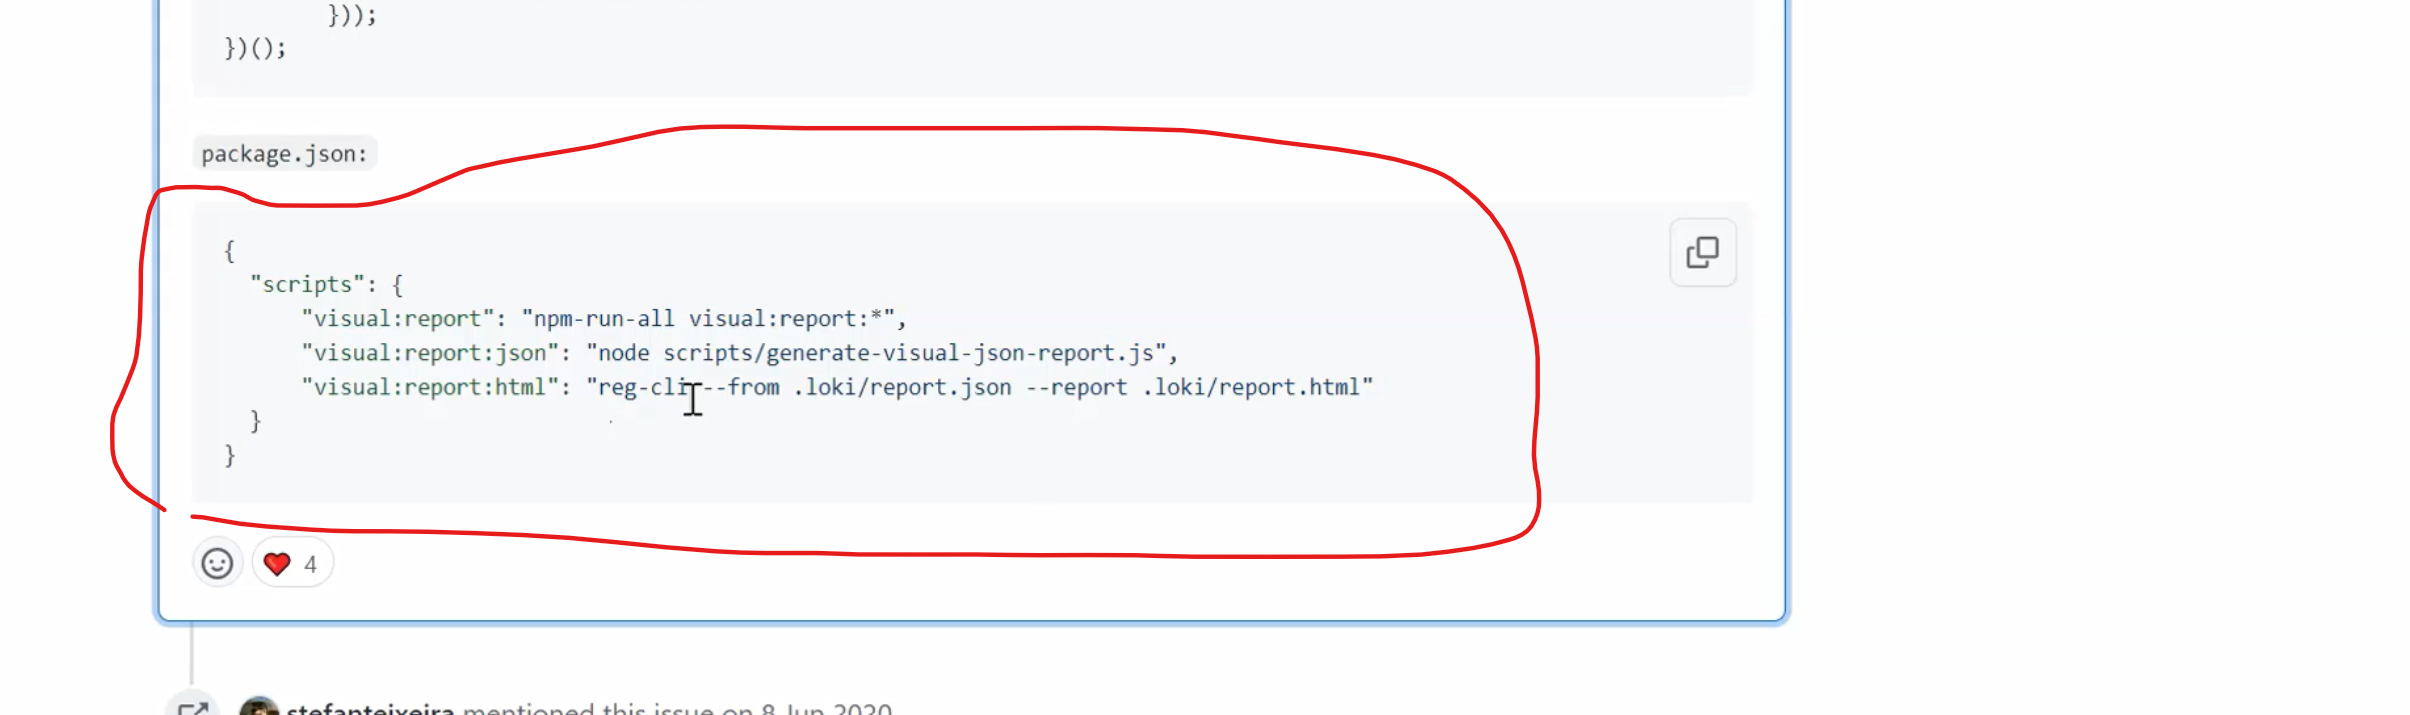 }));
})();
package.json:
{
"scripts": {
"visual:report": "npm-run-all visual:report:*",
"visual:report:json": "node scripts/generate-visual-json-report.js",
"visual:report:html": "reg-cli --from .loki/report.json --report .loki/report.html"
}
}
4
stefanteixeira mentioned this issue on 8 Jun 2020